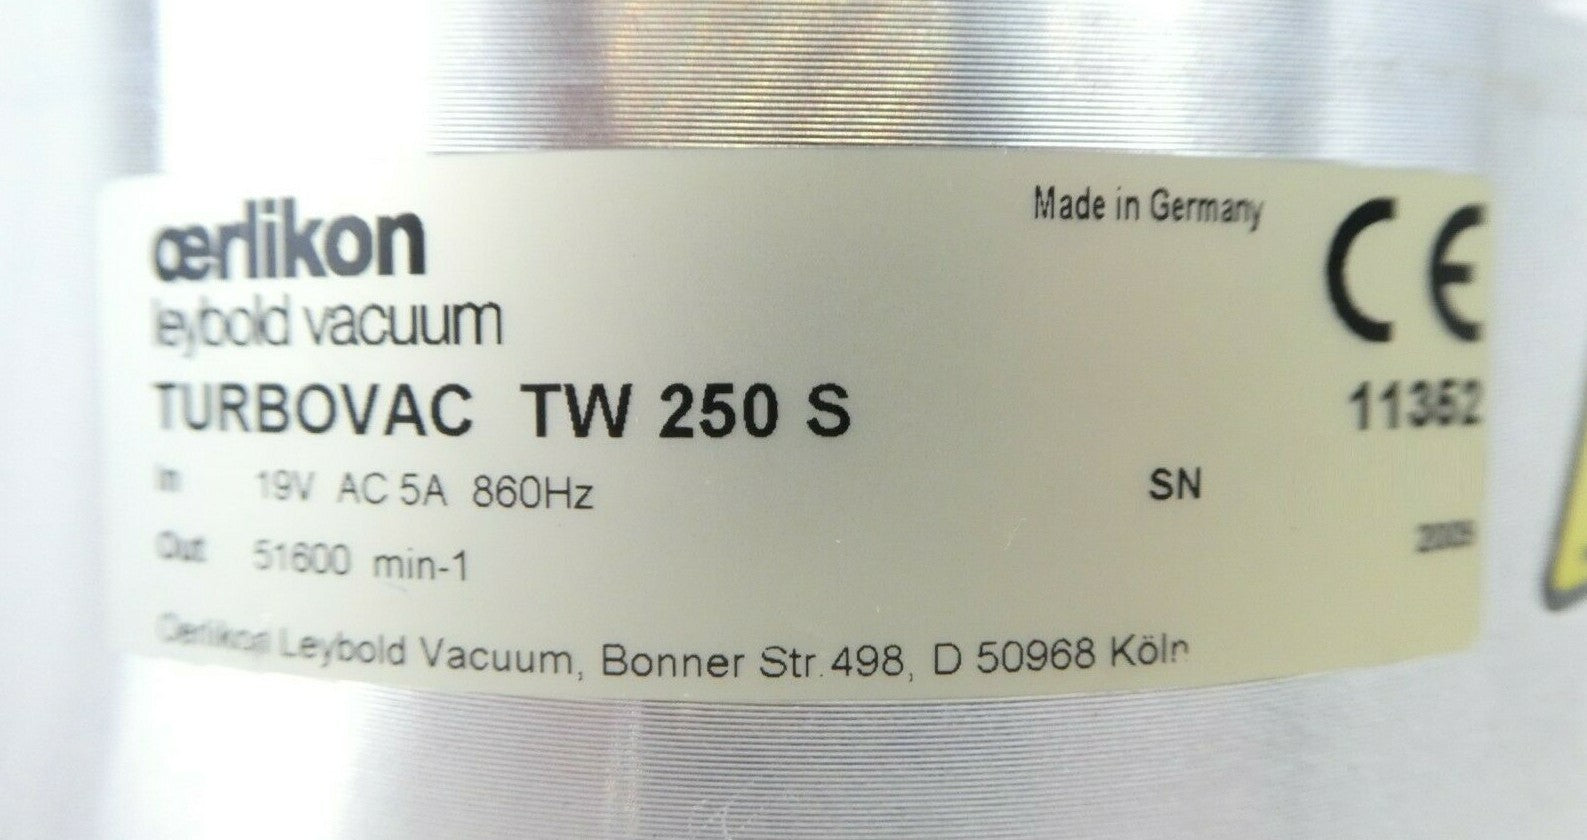 œrlikon
leybold vacuum
Made in Germany
CE
TURBOVAC TW 250 S
11352
In 19V AC 5A 860Hz
SN
Out 51600 min-1
Oerlikon Leybold Vacuum, Bonner Str. 498, D 50968 Köln